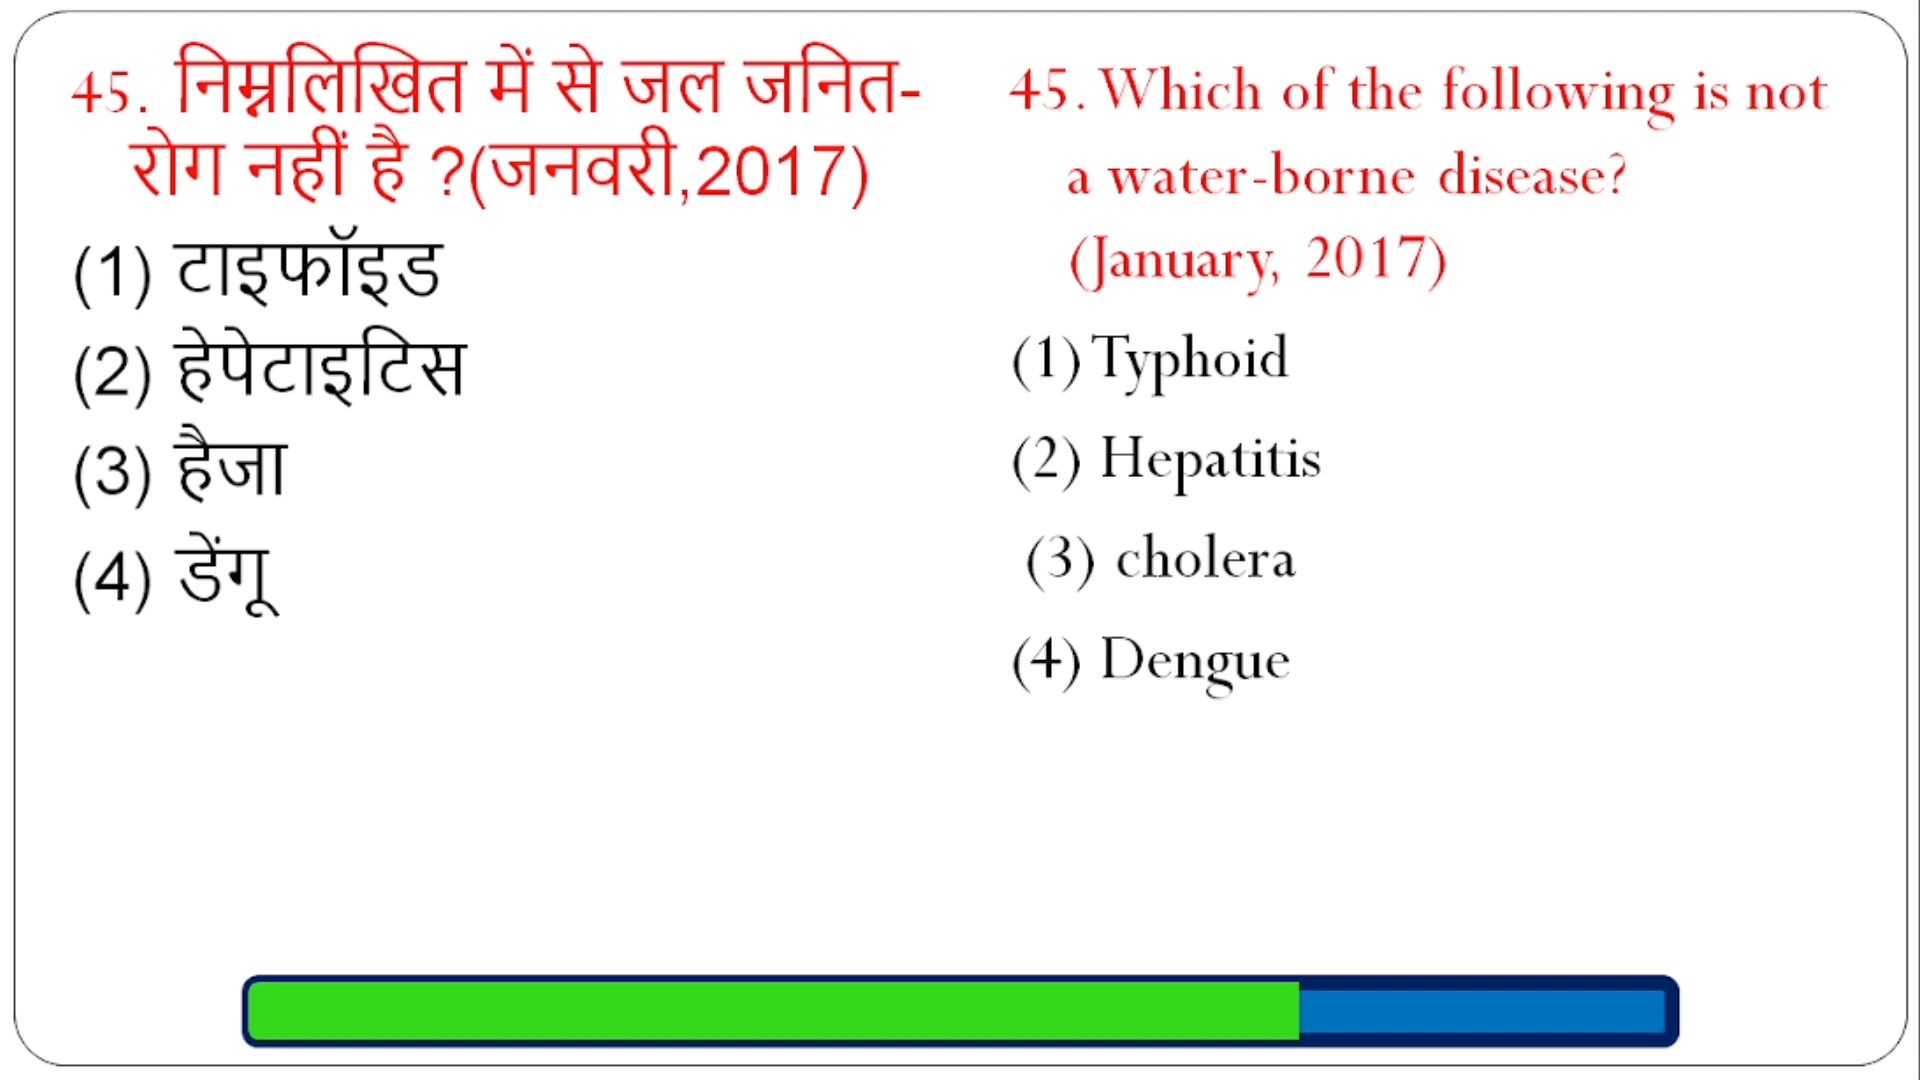 45. निम्नलिखित में से जल जनित-
रोग नहीं है ?(जनवरी,2017)
(1) टाइफॉइड
(2) हेपेटाइटिस
(3) हैजा
(4) डेंगू
45. Which of the following is not
a water-borne disease?
(January, 2017)
(1) Typhoid
(2) Hepatitis
(3) cholera
(4) Dengue